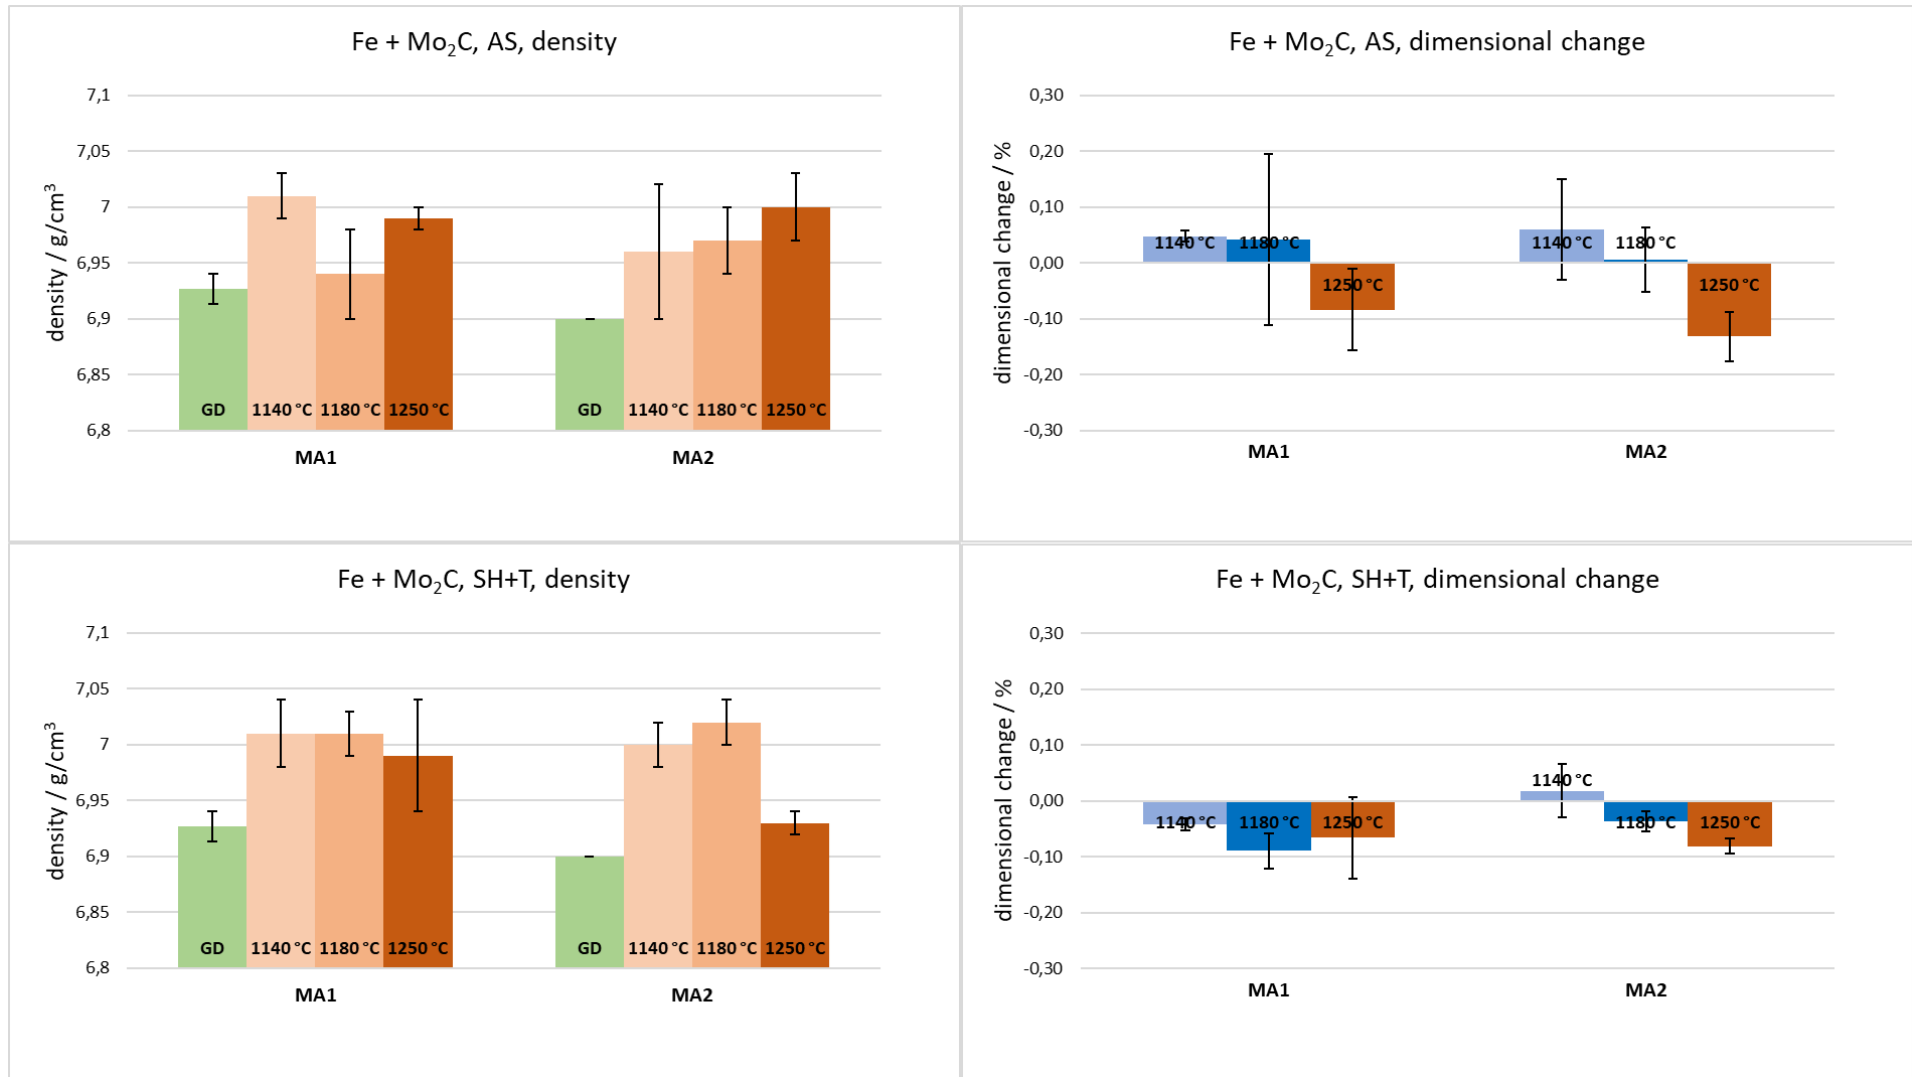 Fe + Mo₂C, AS, density
7,1
7,05
7
6,95
6,9
6,85
6,8
density / g/cm³
GD 1140 °C 1180 °C 1250 °C
GD 1140 °C 1180 °C 1250 °C
MA1 MA2
Fe + Mo₂C, AS, dimensional change
0,30
0,20
0,10
0,00
-0,10
-0,20
-0,30
dimensional change / %
1140 °C 1180 °C 1250 °C
1140 °C 1180 °C 1250 °C
MA1 MA2
Fe + Mo₂C, SH+T, density
7,1
7,05
7
6,95
6,9
6,85
6,8
density / g/cm³
GD 1140 °C 1180 °C 1250 °C
GD 1140 °C 1180 °C 1250 °C
MA1 MA2
Fe + Mo₂C, SH+T, dimensional change
0,30
0,20
0,10
0,00
-0,10
-0,20
-0,30
dimensional change / %
1140 °C 1180 °C 1250 °C
1140 °C 1180 °C 1250 °C
MA1 MA2